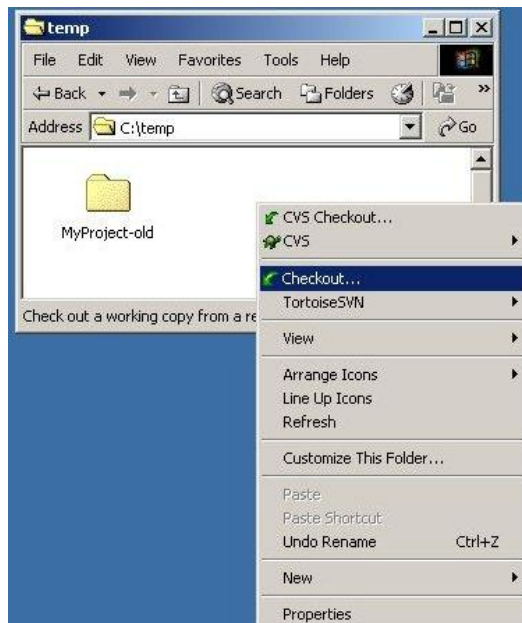 temp
File Edit View Favorites Tools Help
Back Search Folders »
Address C:\temp Go
MyProject-old
Check out a working copy from a re
CVS Checkout...
CVS
Checkout...
TortoiseSVN
View
Arrange Icons
Line Up Icons
Refresh
Customize This Folder...
Paste
Paste Shortcut
Undo Rename Ctrl+Z
New
Properties